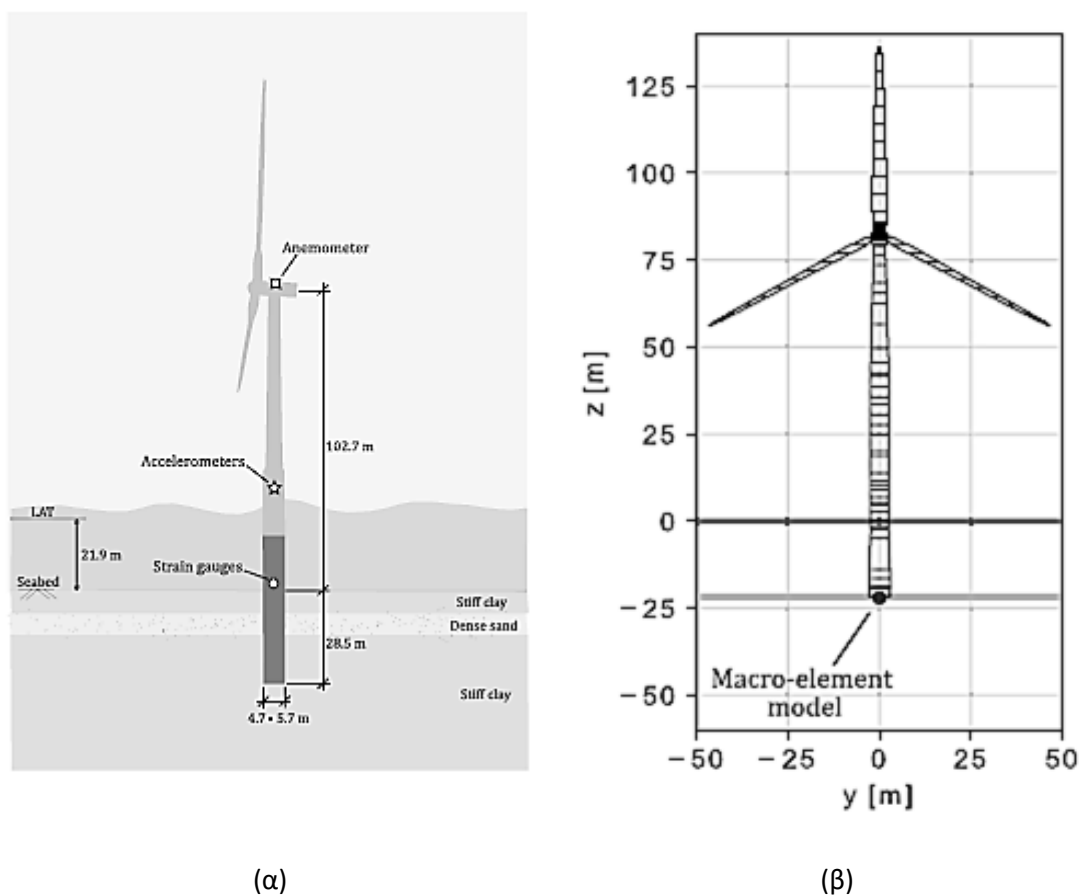 Anemometer
102.7 m
Accelerometers
LAT
21.9 m
Strain gauges
Seabed
Stiff clay
Dense sand
28.5 m
Stiff clay
4.7 • 5.7 m
(α)
125
100
75
50
25
0
−25
−50
z [m]
Macro-element
model
−50 −25 0 25 50
y [m]
(β)